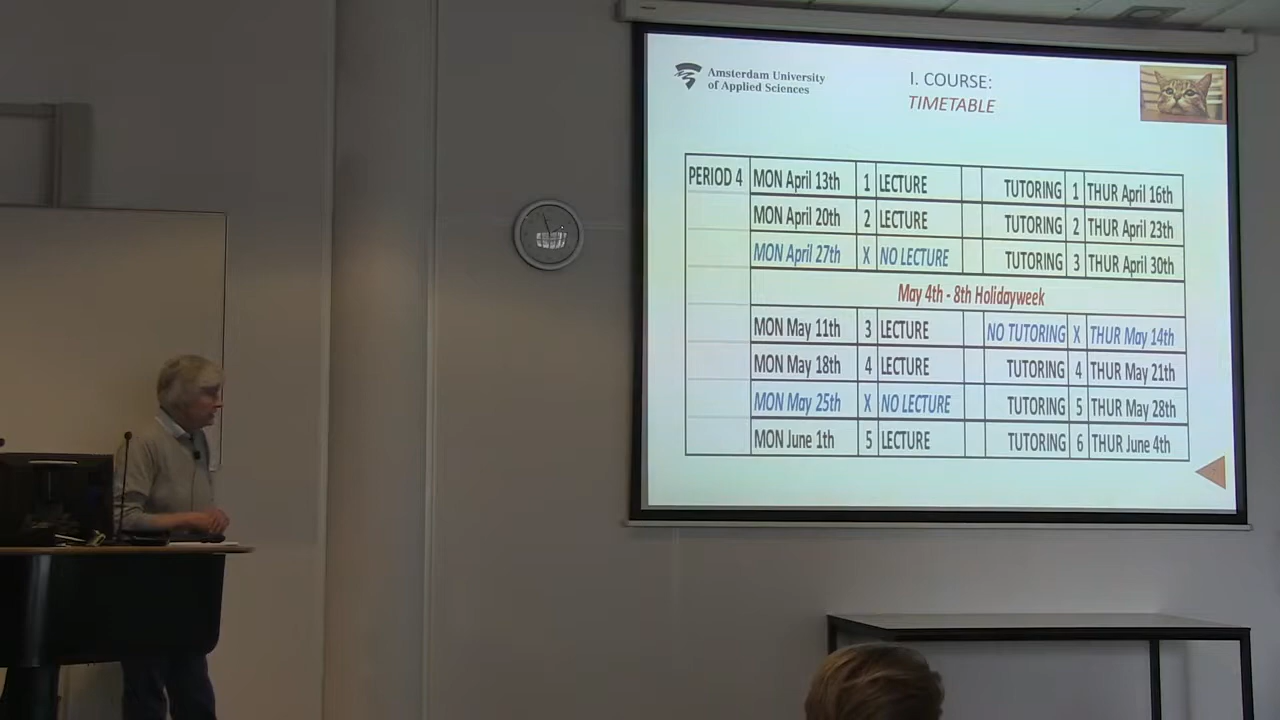 Amsterdam University
of Applied Sciences
I. COURSE:
TIMETABLE
PERIOD 4 MON April 13th 1 LECTURE TUTORING 1 THUR April 16th
MON April 20th 2 LECTURE TUTORING 2 THUR April 23th
MON April 27th X NO LECTURE TUTORING 3 THUR April 30th
May 4th - 8th Holidayweek
MON May 11th 3 LECTURE NO TUTORING X THUR May 14th
MON May 18th 4 LECTURE TUTORING 4 THUR May 21th
MON May 25th X NO LECTURE TUTORING 5 THUR May 28th
MON June 1th 5 LECTURE TUTORING 6 THUR June 4th